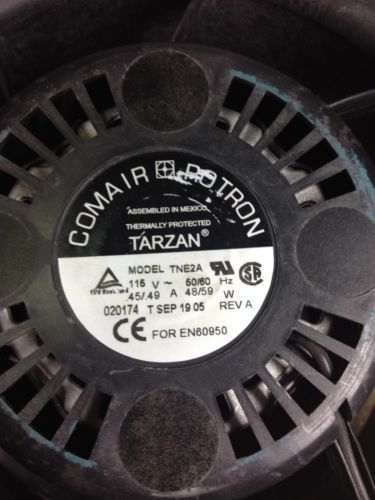 COMAIR ROTRON
ASSEMBLED IN MEXICO
THERMALLY PROTECTED
TARZAN®
MODEL TNE2A
115 V ~ 50/60 Hz
.45/.49 A 48/59 W
020174 T SEP 19 05 REV A
CE FOR EN60950